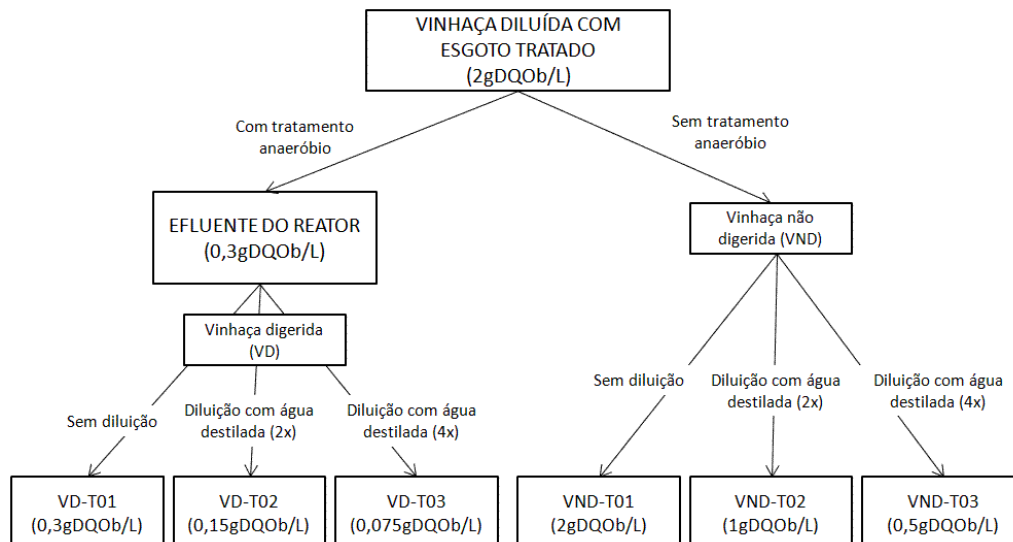 VINHAÇA DILUÍDA COM
ESGOTO TRATADO
(2gDQOb/L)
Com tratamento
anaeróbio
Sem tratamento
anaeróbio
EFLUENTE DO REATOR
(0,3gDQOb/L)
Vinhaça não
digerida (VND)
Vinhaça digerida
(VD)
Sem diluição
Diluição com água
destilada (2x)
Diluição com água
destilada (4x)
Sem diluição
Diluição com água
destilada (2x)
Diluição com água
destilada (4x)
VD-T01
(0,3gDQOb/L)
VD-T02
(0,15gDQOb/L)
VD-T03
(0,075gDQOb/L)
VND-T01
(2gDQOb/L)
VND-T02
(1gDQOb/L)
VND-T03
(0,5gDQOb/L)